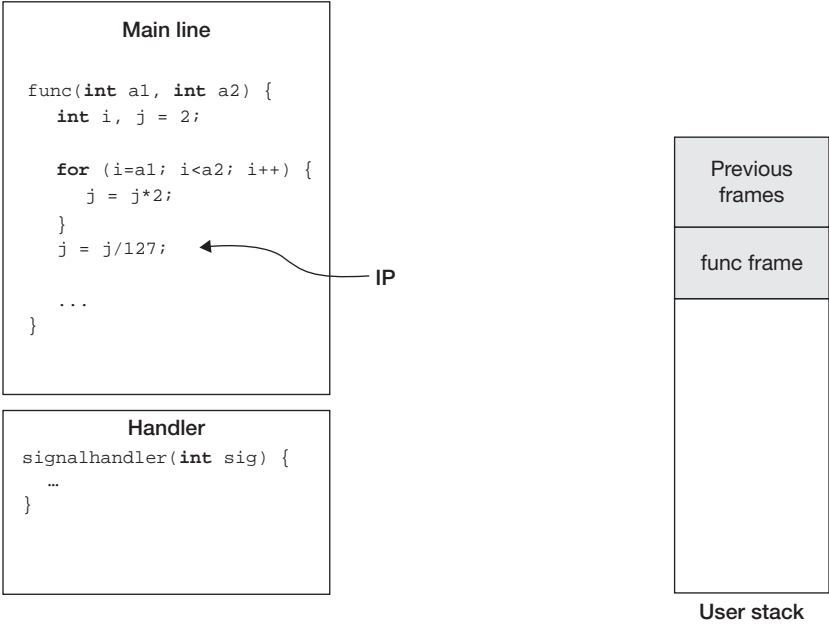 Main line
func(int a1, int a2) {
int i, j = 2;
for (i=a1; i<a2; i++) {
j = j*2;
}
j = j/127;
...
}
IP
Handler
signalhandler(int sig) {
…
}
Previous
frames
func frame
User stack